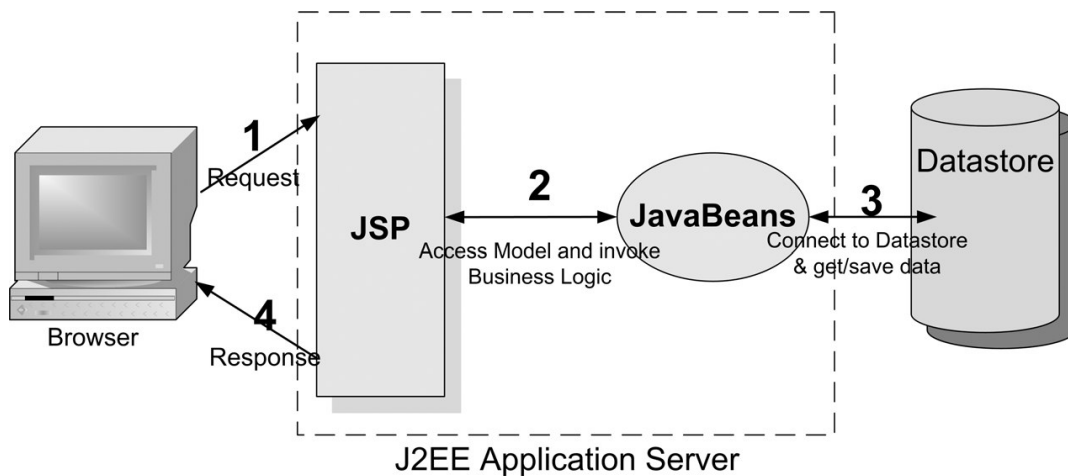 1
Request
JSP
2
Access Model and invoke
Business Logic
JavaBeans
3
Connect to Datastore
& get/save data
Datastore
4
Response
Browser
J2EE Application Server